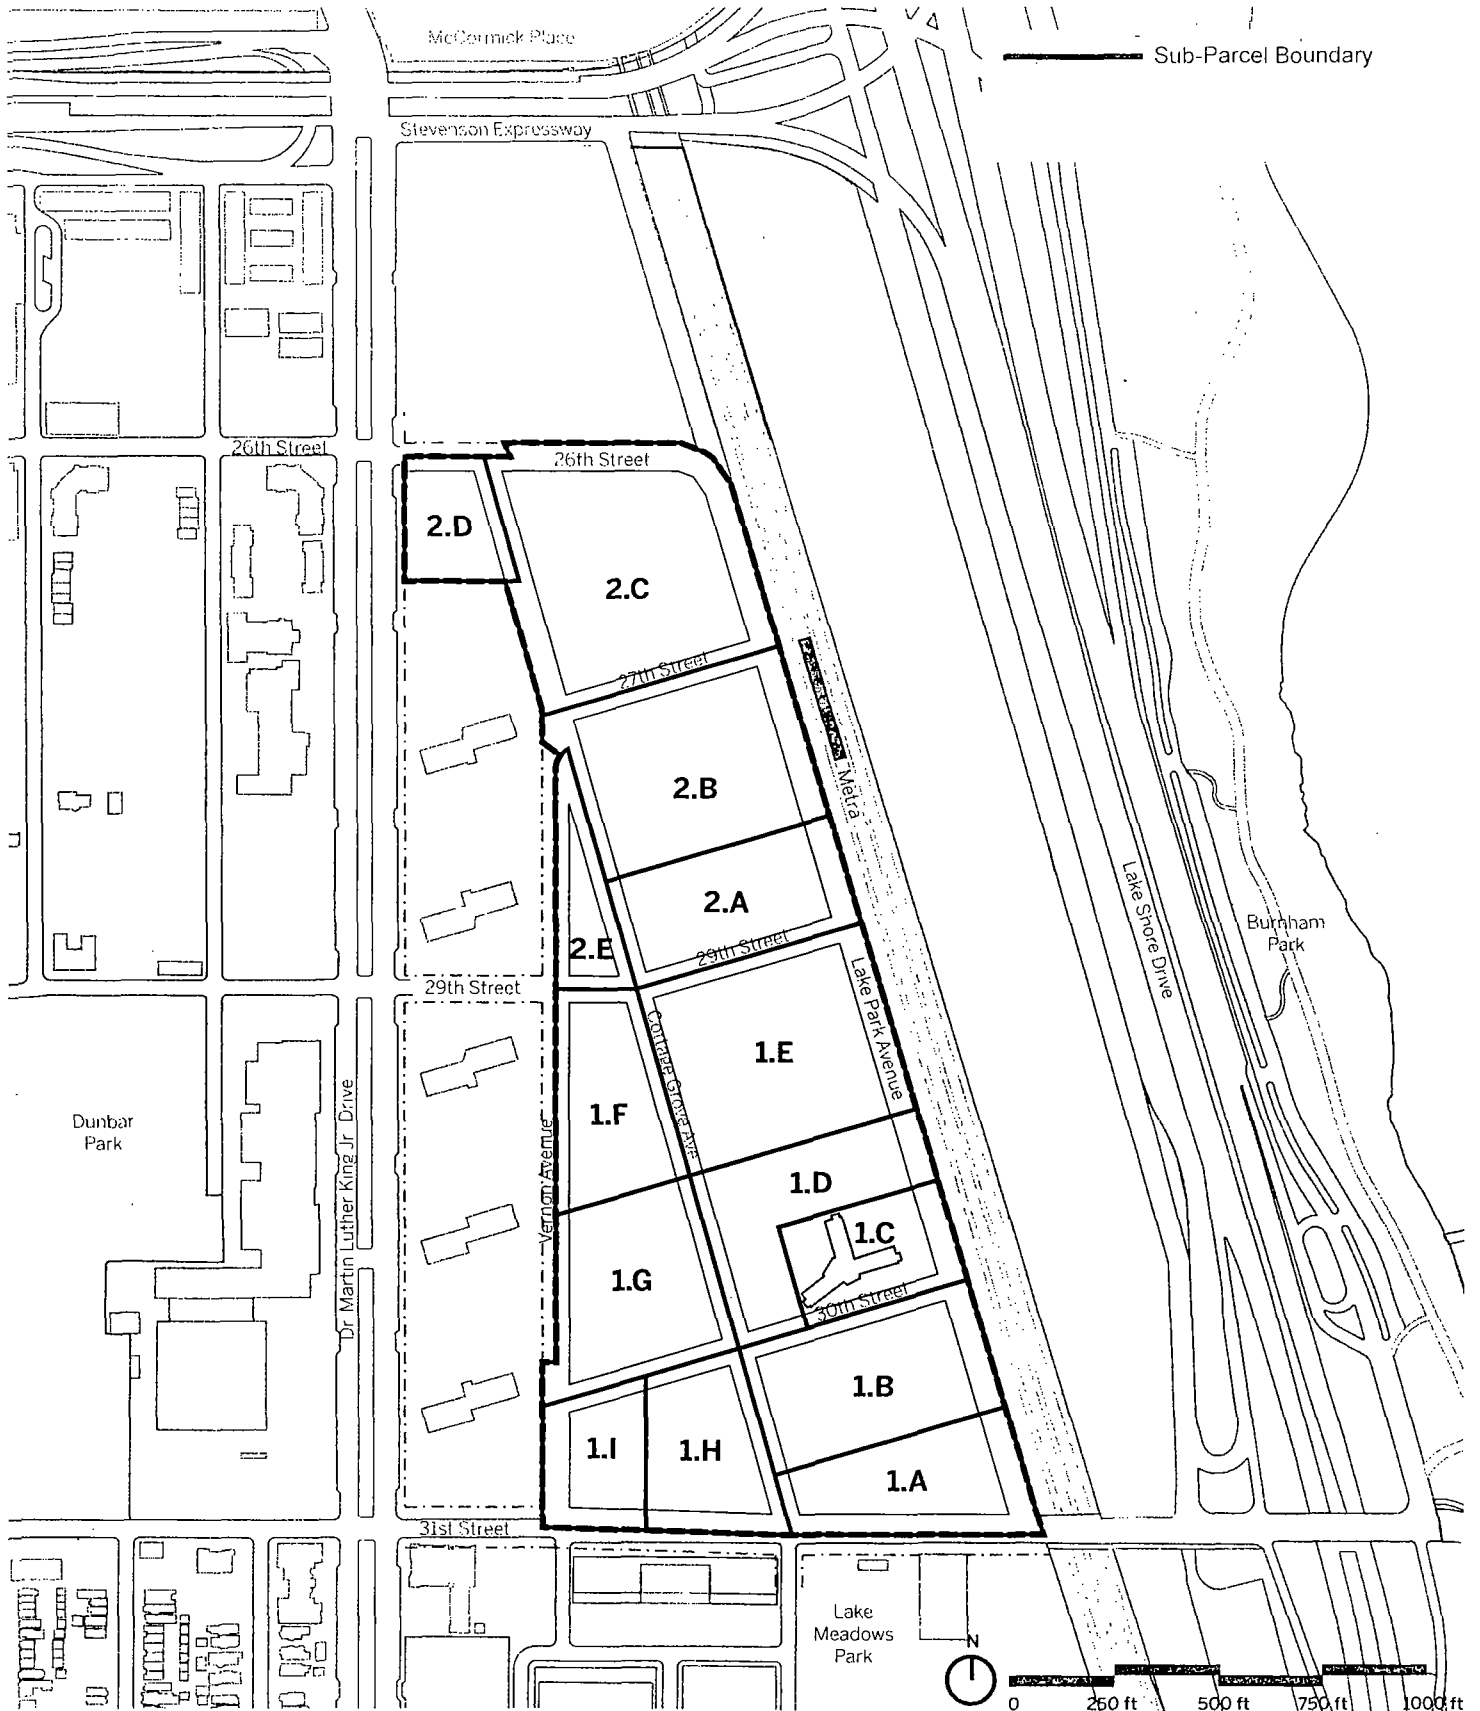 McCormick Place
Sub-Parcel Boundary
Stevenson Expressway
26th Street
26th Street
2.D
2.C
27th Street
2.B
Metra
2.A
2.E
29th Street
29th Street
Lake Shore Drive
Burnham
Park
Lake Park Avenue
Cottage Grove Ave
1.E
1.F
Dunbar
Park
Dr Martin Luther King Jr Drive
Vernon Avenue
1.D
1.C
1.G
30th Street
1.B
1.I
1.H
1.A
31st Street
Lake
Meadows
Park
N
0 250 ft 500 ft 750 ft 1000 ft